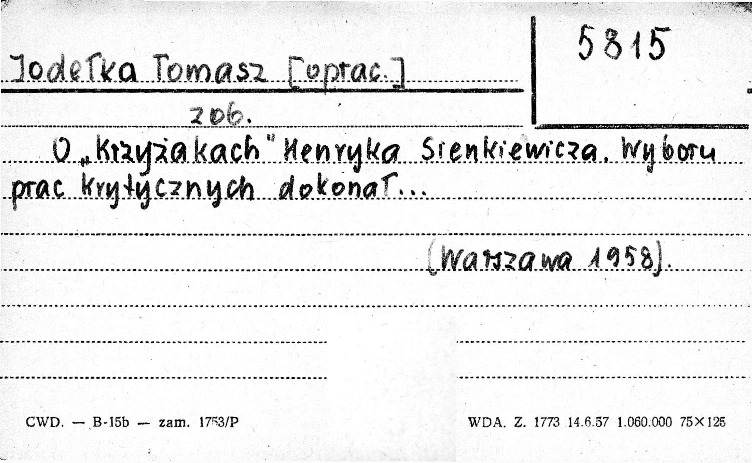 5815
Jodełka Tomasz [oprac.]
zob.
O „Krzyżakach" Henryka Sienkiewicza. Wyboru
prac krytycznych dokonał...
(Warszawa 1958).
CWD. — B-15b — zam. 1753/P
WDA. Z. 1773 14.6.57 1.060.000 75×125